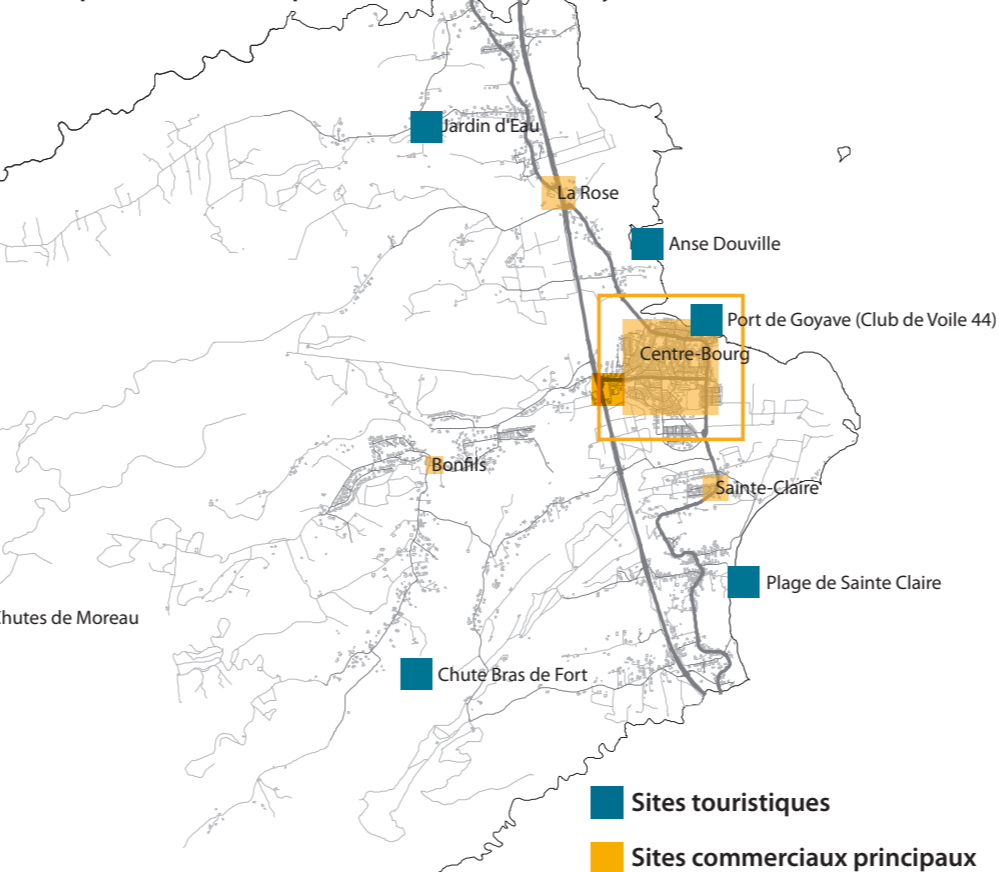 Jardin d'Eau
La Rose
Anse Douville
Port de Goyave (Club de Voile 44)
Centre-Bourg
Bonfils
Sainte-Claire
Plage de Sainte Claire
hutes de Moreau
Chute Bras de Fort
Sites touristiques
Sites commerciaux principaux